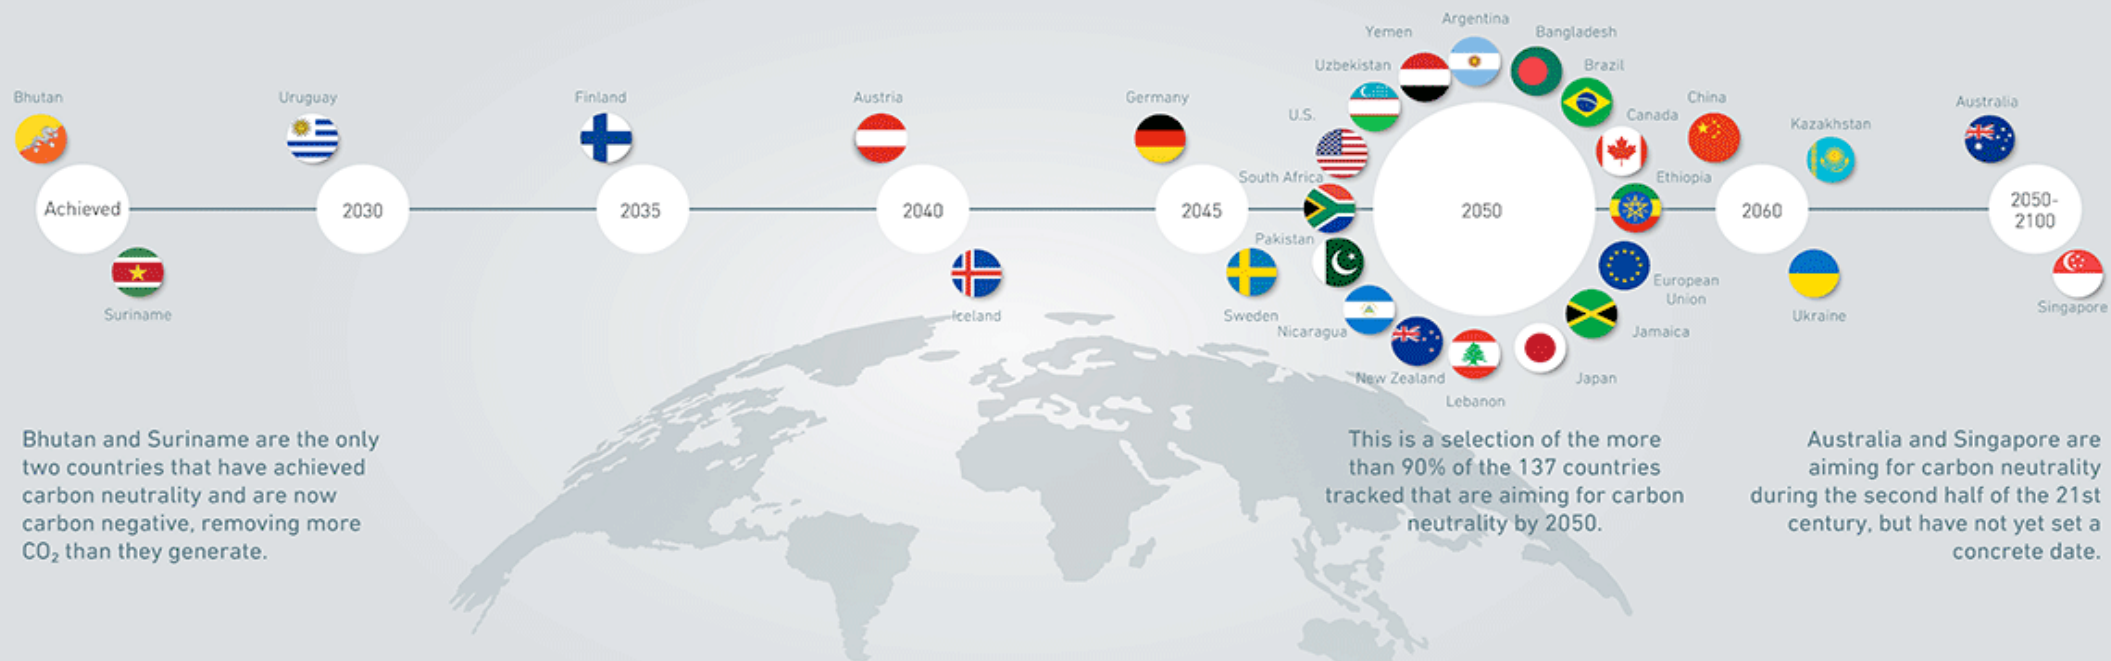 Bhutan
Achieved
Suriname
Uruguay
2030
Finland
2035
Austria
2040
Iceland
Germany
2045
Sweden
Argentina
Bangladesh
Brazil
Canada
Ethiopia
European
Union
Jamaica
Japan
Lebanon
New Zealand
Nicaragua
Pakistan
South Africa
U.S.
Uzbekistan
Yemen
2050
China
Kazakhstan
2060
Ukraine
Australia
2050-
2100
Singapore
Bhutan and Suriname are the only
two countries that have achieved
carbon neutrality and are now
carbon negative, removing more
CO₂ than they generate.
This is a selection of the more
than 90% of the 137 countries
tracked that are aiming for carbon
neutrality by 2050.
Australia and Singapore are
aiming for carbon neutrality
during the second half of the 21st
century, but have not yet set a
concrete date.